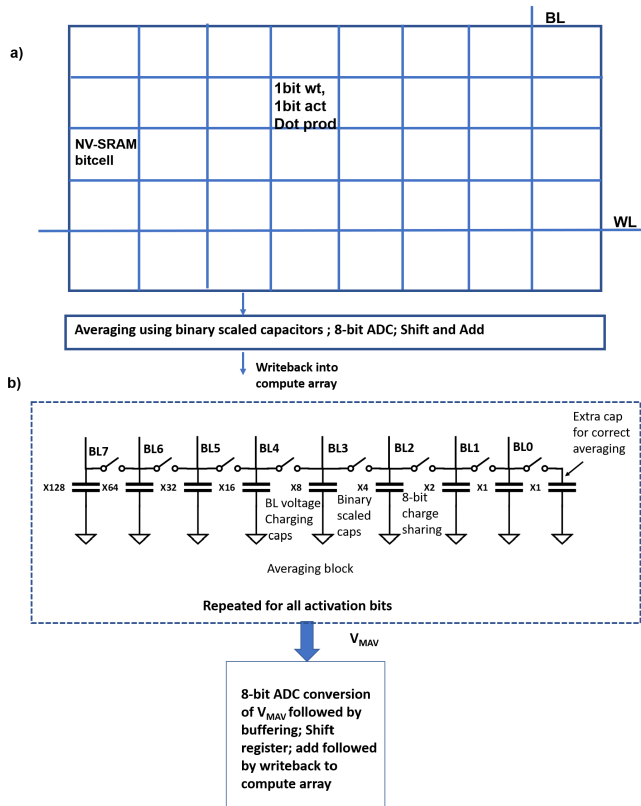 BL
a)
1bit wt,
1bit act
Dot prod
NV-SRAM
bitcell
WL
Averaging using binary scaled capacitors ; 8-bit ADC; Shift and Add
Writeback into
compute array
b)
Extra cap
for correct
averaging
BL7
BL6
BL5
BL4
BL3
BL2
BL1
BL0
X128
X64
X32
X16
X8
X4
X2
X1
X1
BL voltage
Charging
caps
Binary
scaled
caps
8-bit
charge
sharing
Averaging block
Repeated for all activation bits
VMAV
8-bit ADC conversion
of VMAV followed by
buffering; Shift
register; add followed
by writeback to
compute array